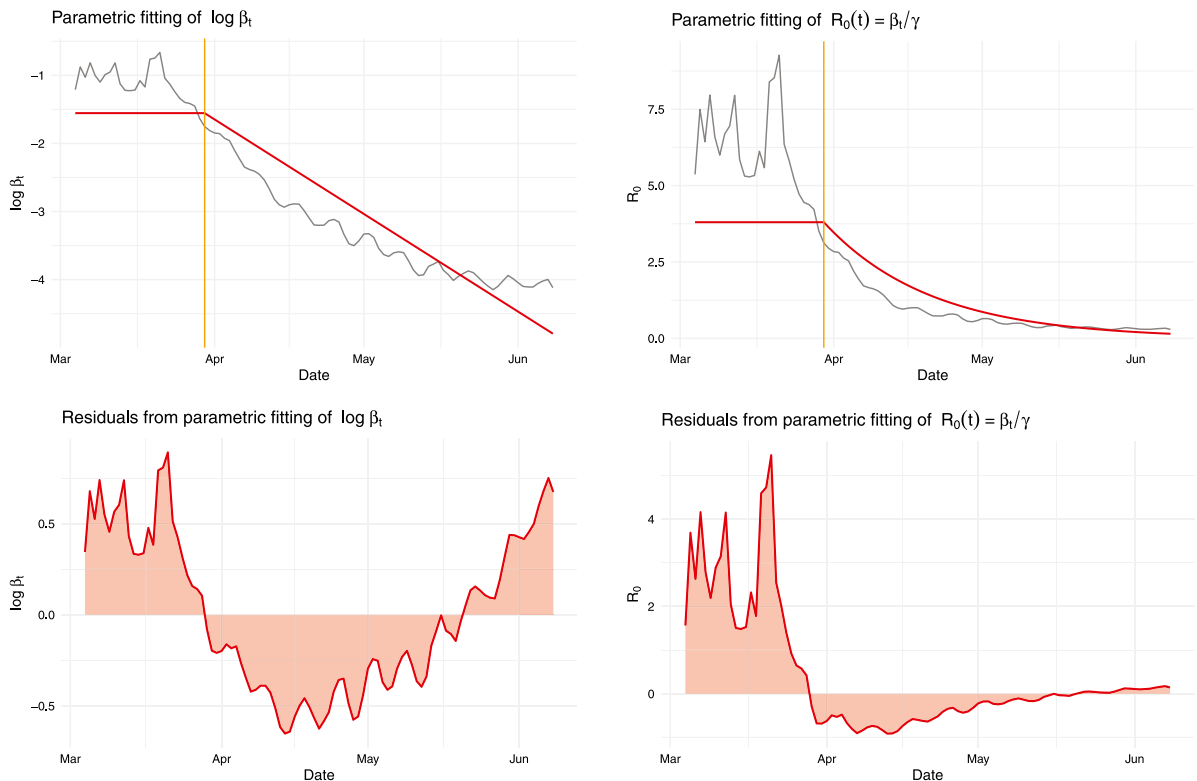 Parametric fitting of log βt
−1
−2
−3
−4
log βt
Mar
Apr
May
Jun
Date
Parametric fitting of R0(t) = βt/γ
7.5
5.0
2.5
0.0
R0
Mar
Apr
May
Jun
Date
Residuals from parametric fitting of log βt
0.5
0.0
−0.5
log βt
Mar
Apr
May
Jun
Date
Residuals from parametric fitting of R0(t) = βt/γ
4
2
0
R0
Mar
Apr
May
Jun
Date